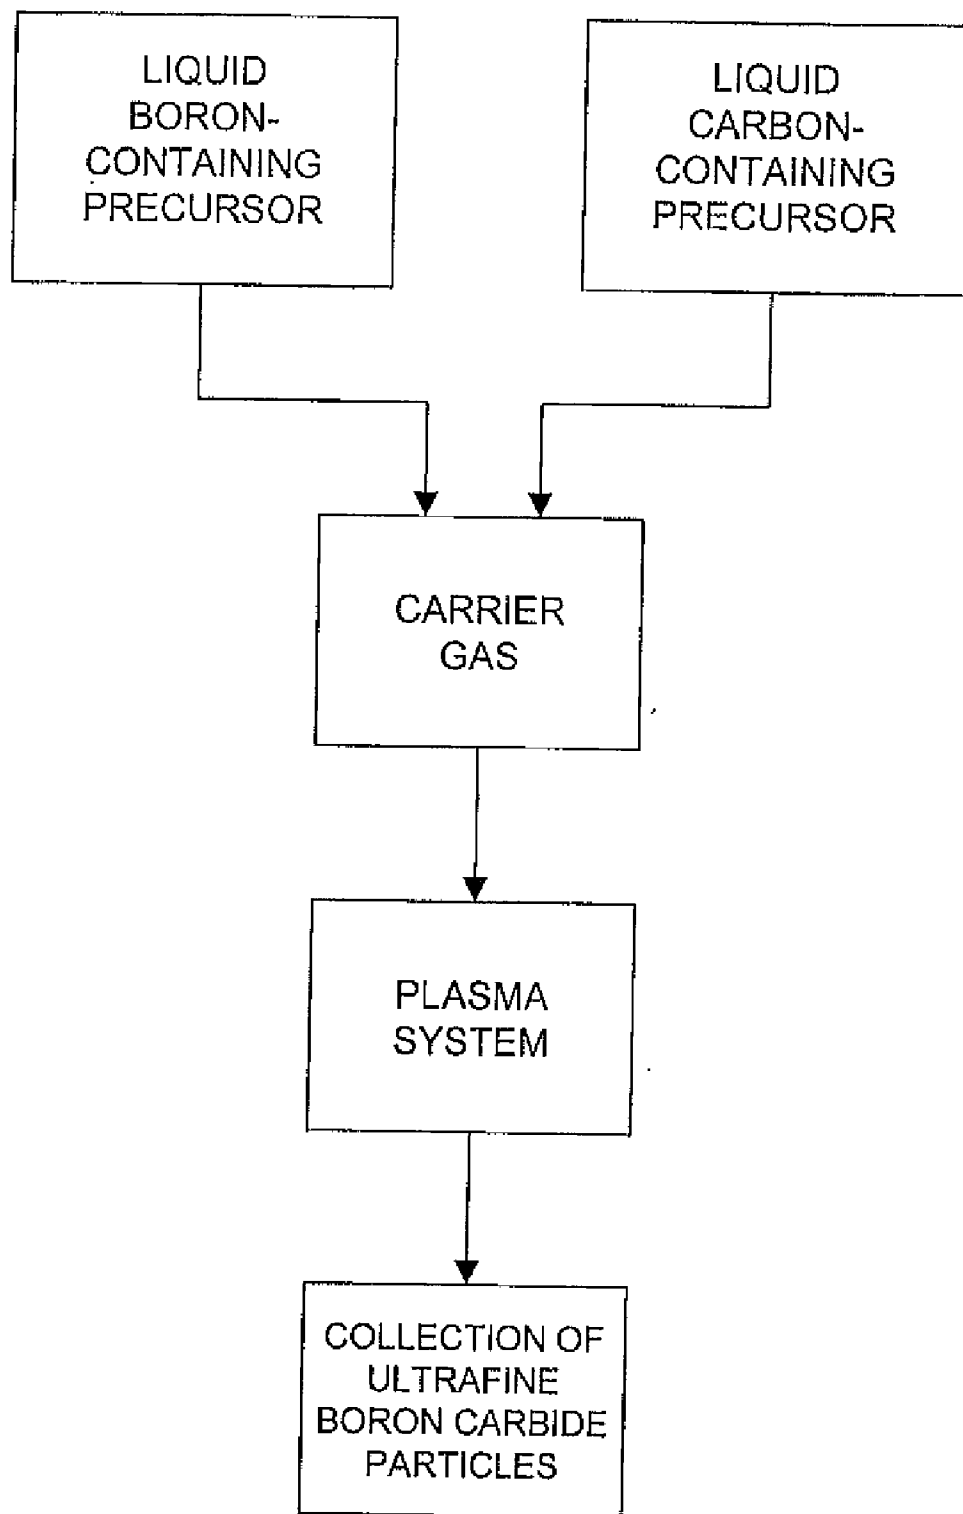 LIQUID
BORON-
CONTAINING
PRECURSOR
LIQUID
CARBON-
CONTAINING
PRECURSOR
CARRIER
GAS
PLASMA
SYSTEM
COLLECTION OF
ULTRAFINE
BORON CARBIDE
PARTICLES